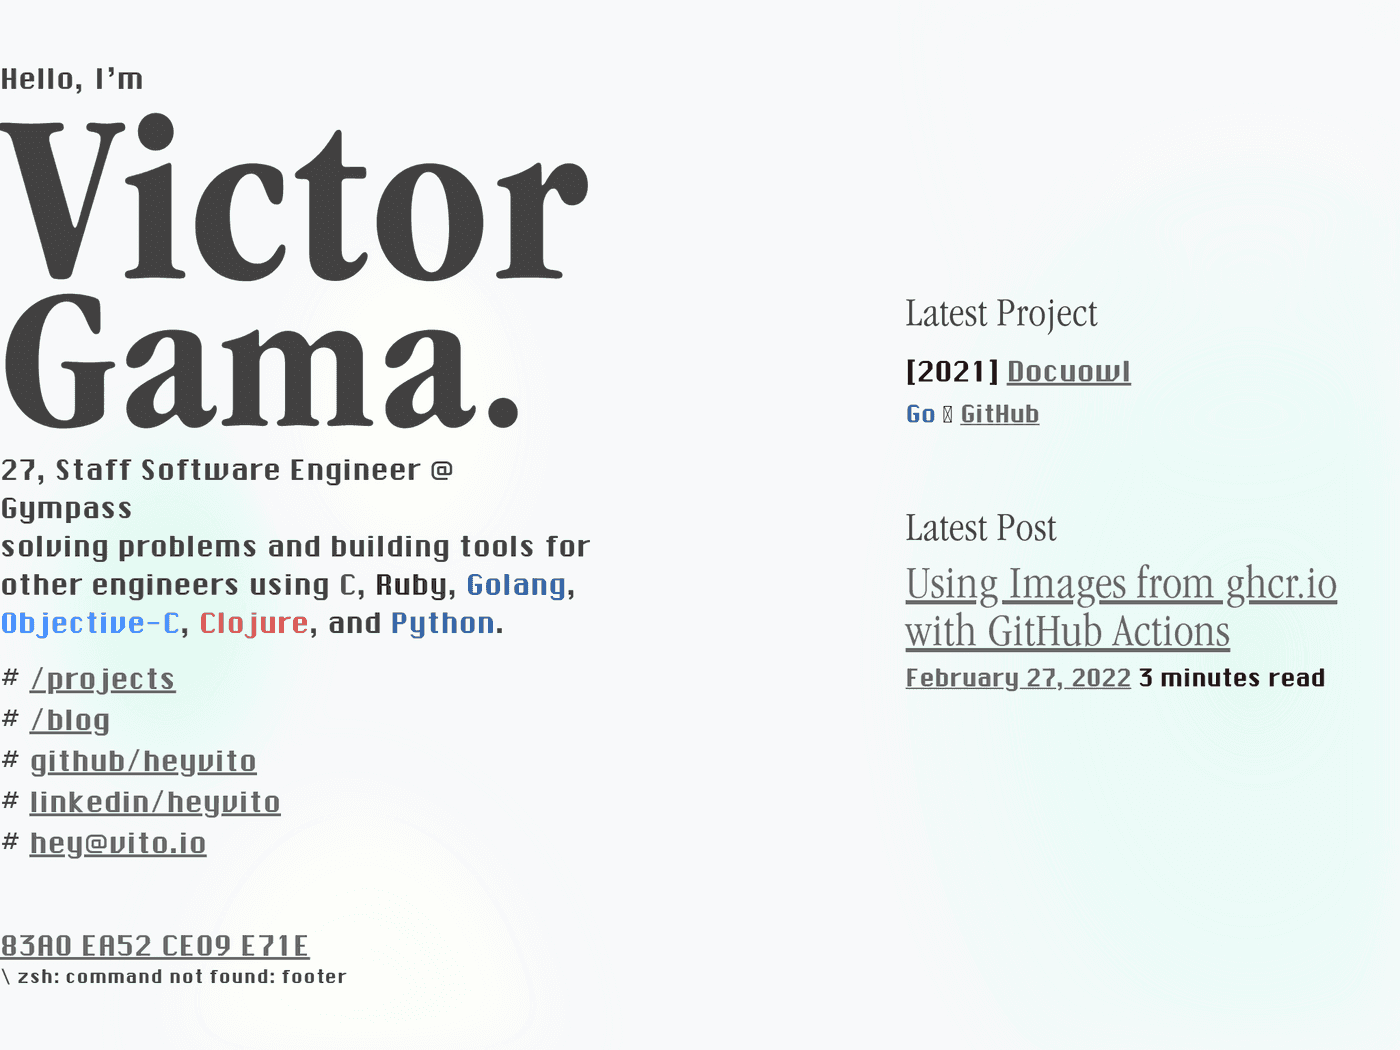 Hello, I’m
Victor
Gama.
27, Staff Software Engineer @
Gympass
solving problems and building tools for
other engineers using C, Ruby, Golang,
Objective-C, Clojure, and Python.
# /projects
# /blog
# github/heyvito
# linkedin/heyvito
# hey@vito.io
83A0 EA52 CE09 E71E
\ zsh: command not found: footer
Latest Project
[2021] Docuowl
Go GitHub
Latest Post
Using Images from ghcr.io
with GitHub Actions
February 27, 2022 3 minutes read